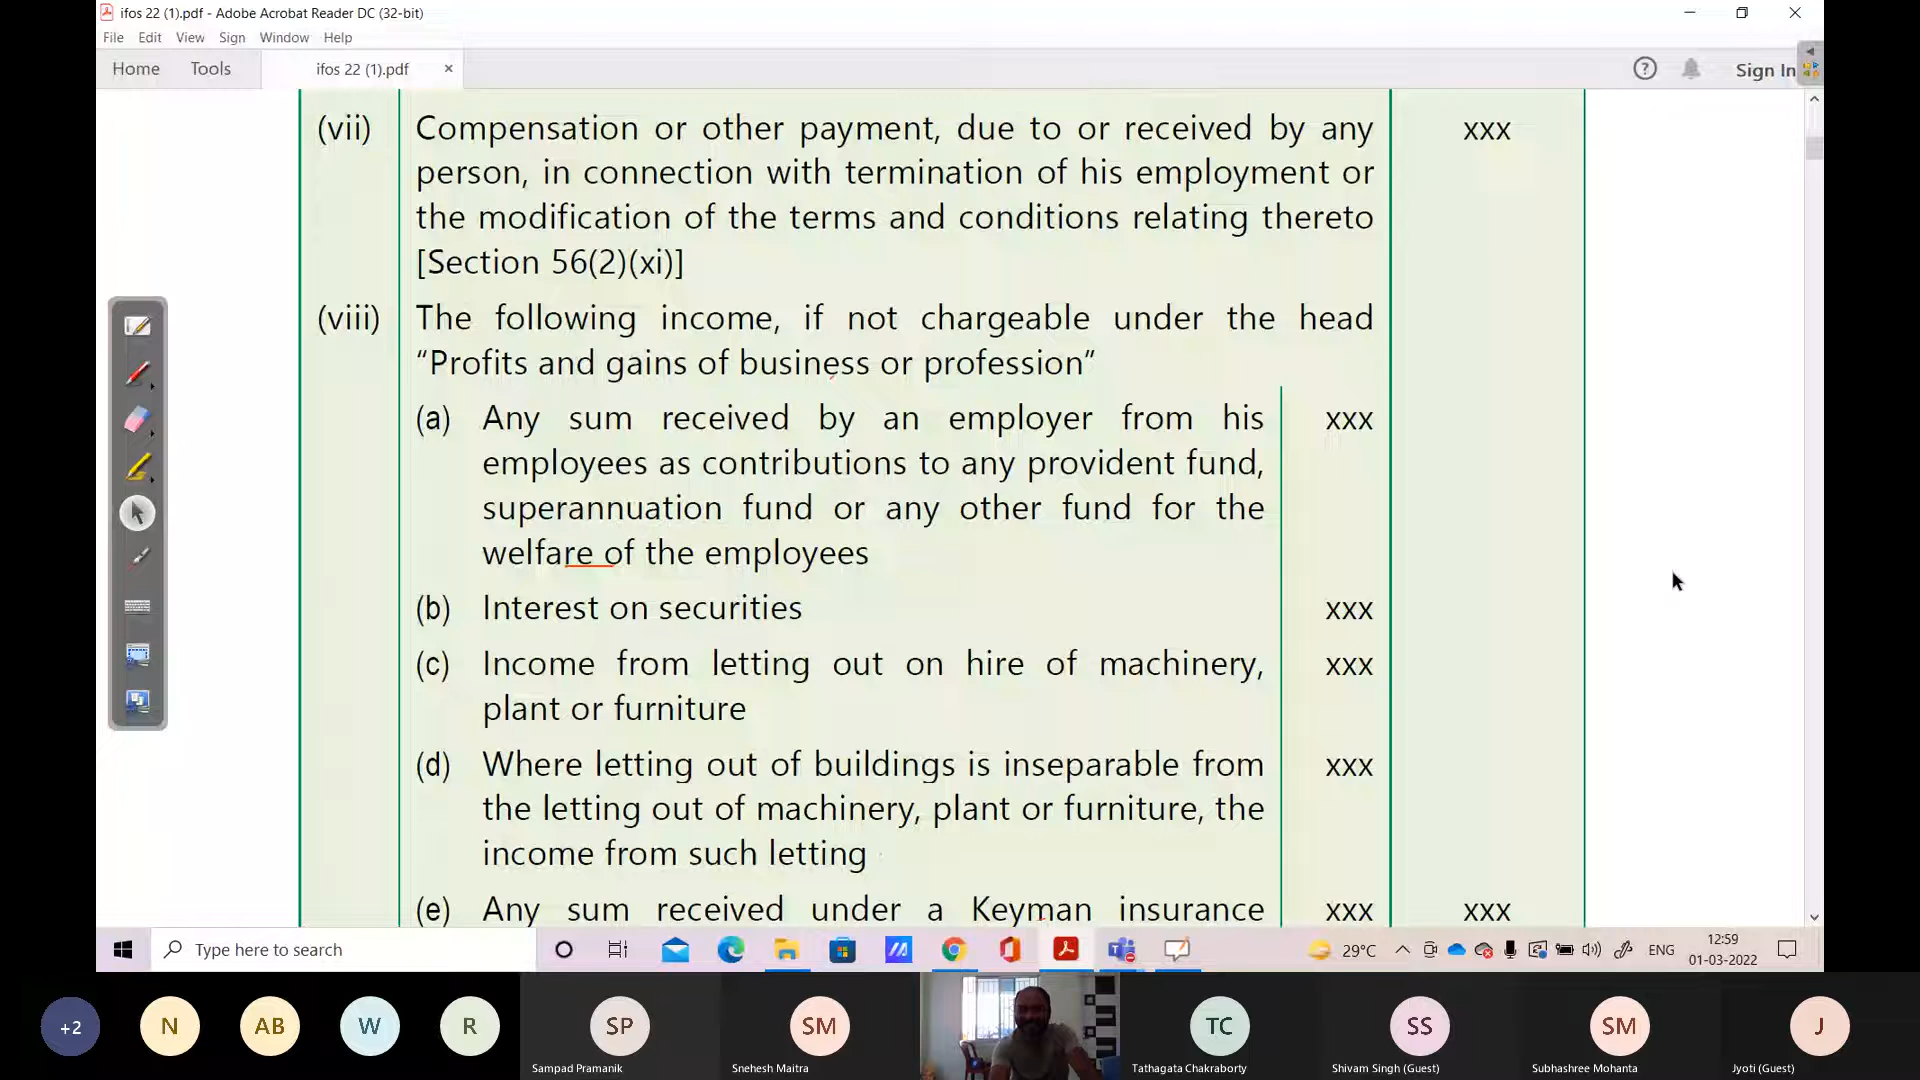 ifos 22 (1).pdf - Adobe Acrobat Reader DC (32-bit)
File Edit View Sign Window Help
Home Tools ifos 22 (1).pdf × Sign In
(vii) Compensation or other payment, due to or received by any xxx
person, in connection with termination of his employment or
the modification of the terms and conditions relating thereto
[Section 56(2)(xi)]
(viii) The following income, if not chargeable under the head
“Profits and gains of business or profession”
(a) Any sum received by an employer from his xxx
employees as contributions to any provident fund,
superannuation fund or any other fund for the
welfare of the employees
(b) Interest on securities xxx
(c) Income from letting out on hire of machinery, xxx
plant or furniture
(d) Where letting out of buildings is inseparable from xxx
the letting out of machinery, plant or furniture, the
income from such letting
(e) Any sum received under a Keyman insurance xxx xxx
Type here to search 29°C ENG 12:59
01-03-2022
+2 N AB W R SP SM TC SS SM J
Sampad Pramanik Snehesh Maitra Tathagata Chakraborty Shivam Singh (Guest) Subhashree Mohanta Jyoti (Guest)